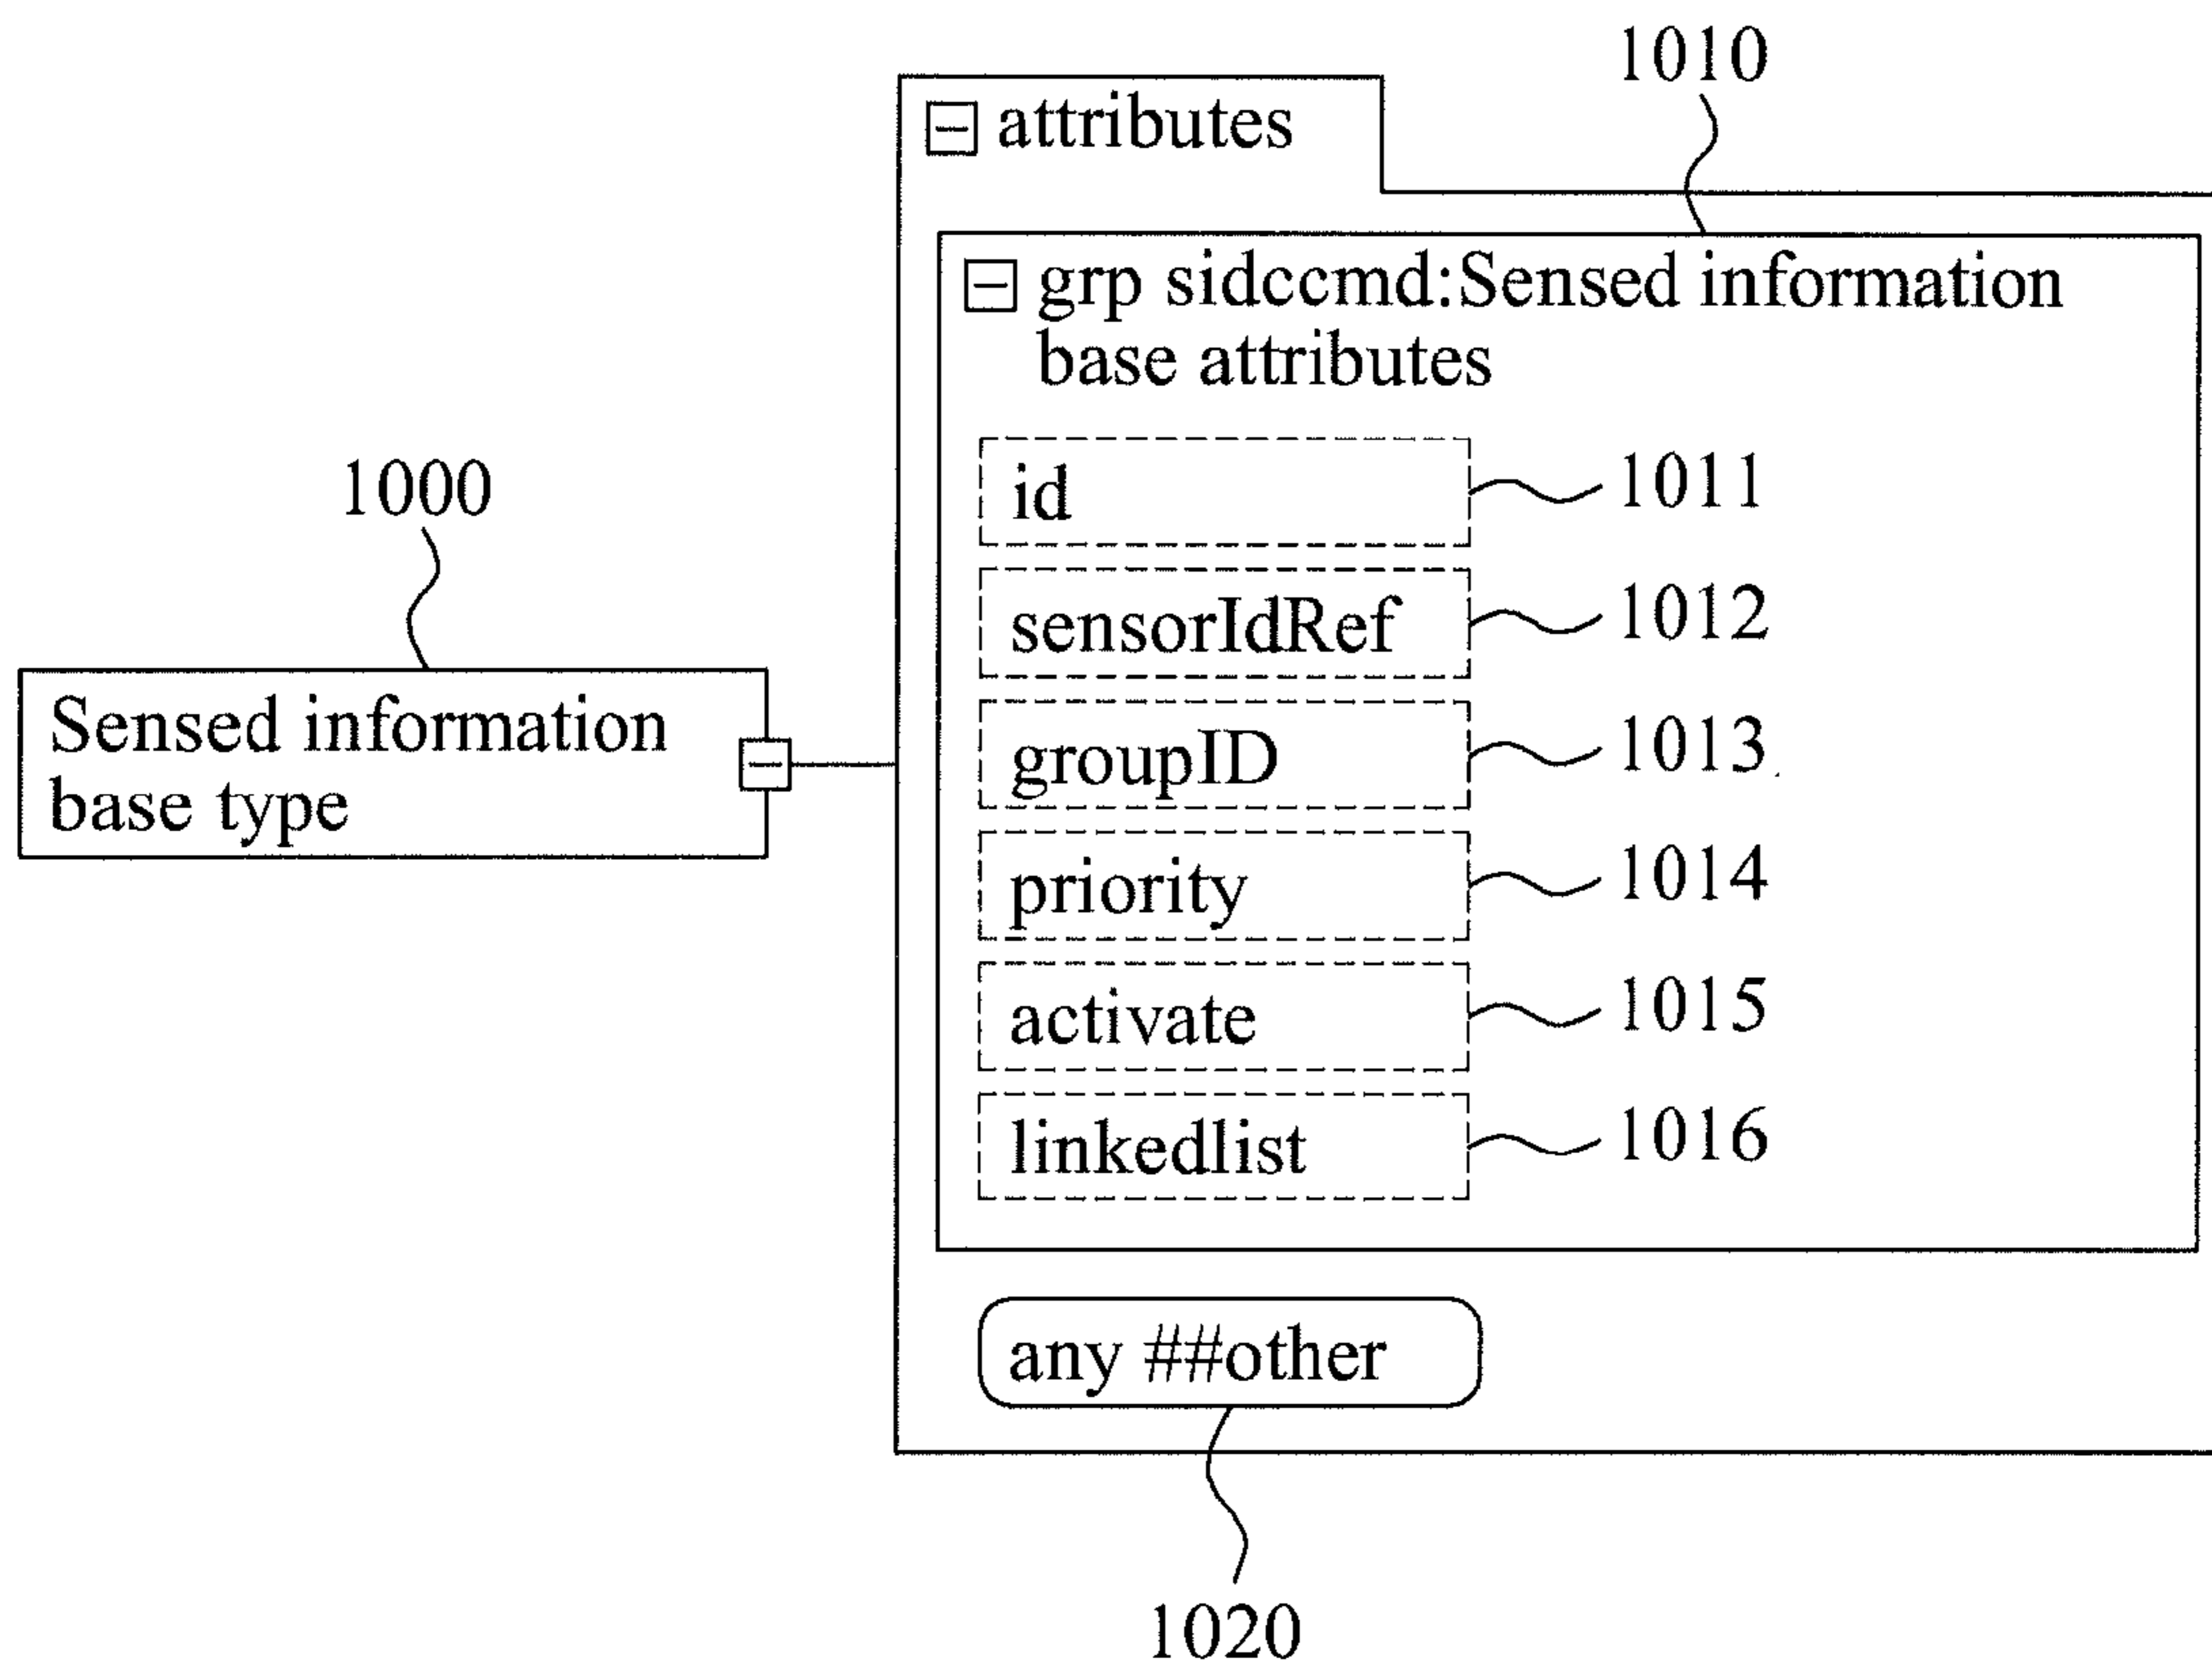 1010
attributes
grp sidccmd:Sensed information
base attributes
id
1011
1000
sensorIdRef
1012
Sensed information
base type
groupID
1013
priority
1014
activate
1015
linkedlist
1016
any ##other
1020